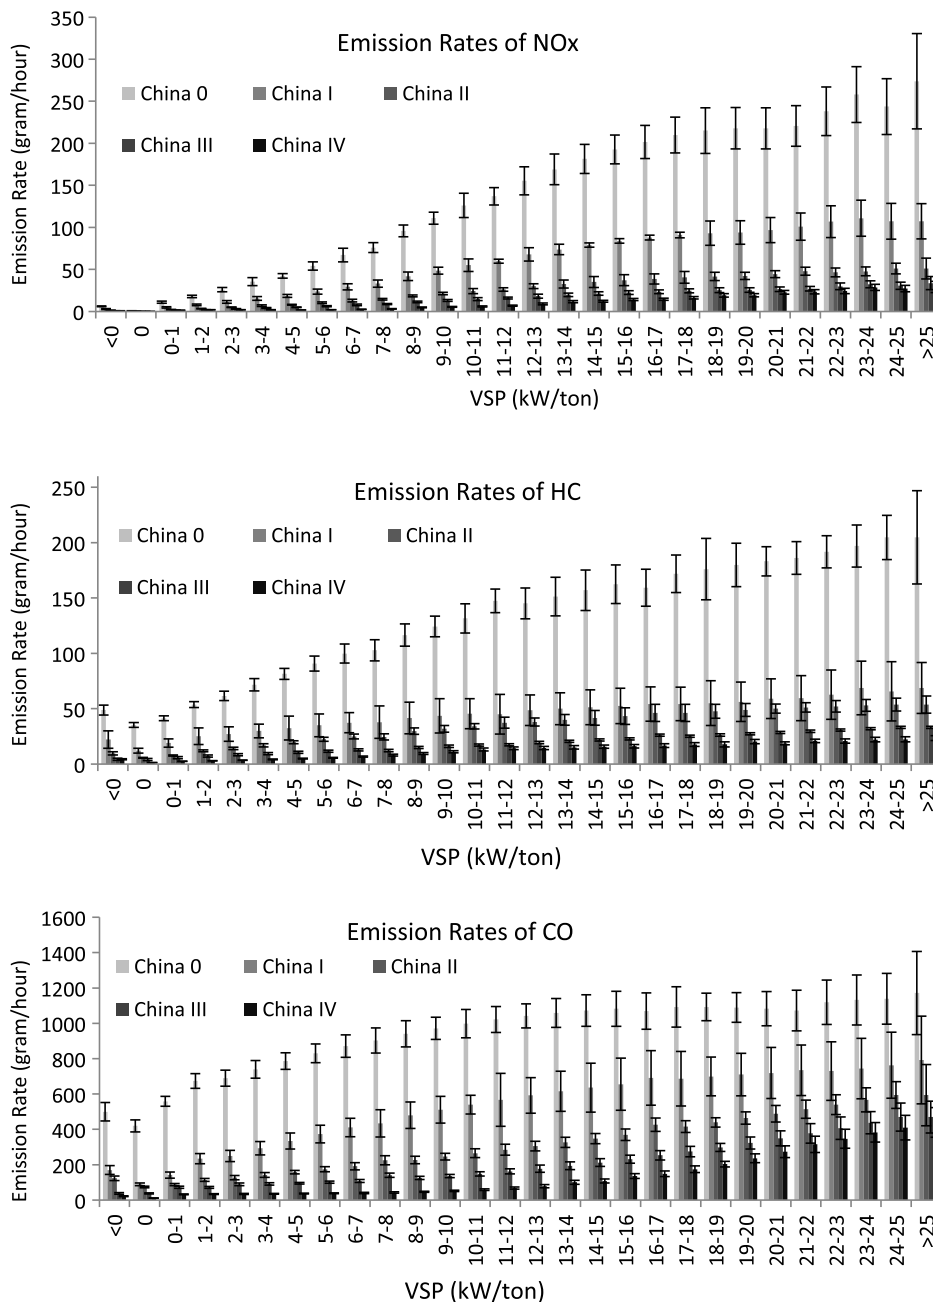 Emission Rates of NOx
China 0 China I China II
China III China IV
Emission Rate (gram/hour)
350
300
250
200
150
100
50
0
<0 0 0-1 1-2 2-3 3-4 4-5 5-6 6-7 7-8 8-9 9-10 10-11 11-12 12-13 13-14 14-15 15-16 16-17 17-18 18-19 19-20 20-21 21-22 22-23 23-24 24-25 >25
VSP (kW/ton)
Emission Rates of HC
China 0 China I China II
China III China IV
Emission Rate (gram/hour)
250
200
150
100
50
0
<0 0 0-1 1-2 2-3 3-4 4-5 5-6 6-7 7-8 8-9 9-10 10-11 11-12 12-13 13-14 14-15 15-16 16-17 17-18 18-19 19-20 20-21 21-22 22-23 23-24 24-25 >25
VSP (kW/ton)
Emission Rates of CO
China 0 China I China II
China III China IV
Emission Rate (gram/hour)
1600
1400
1200
1000
800
600
400
200
0
<0 0 0-1 1-2 2-3 3-4 4-5 5-6 6-7 7-8 8-9 9-10 10-11 11-12 12-13 13-14 14-15 15-16 16-17 17-18 18-19 19-20 20-21 21-22 22-23 23-24 24-25 >25
VSP (kW/ton)